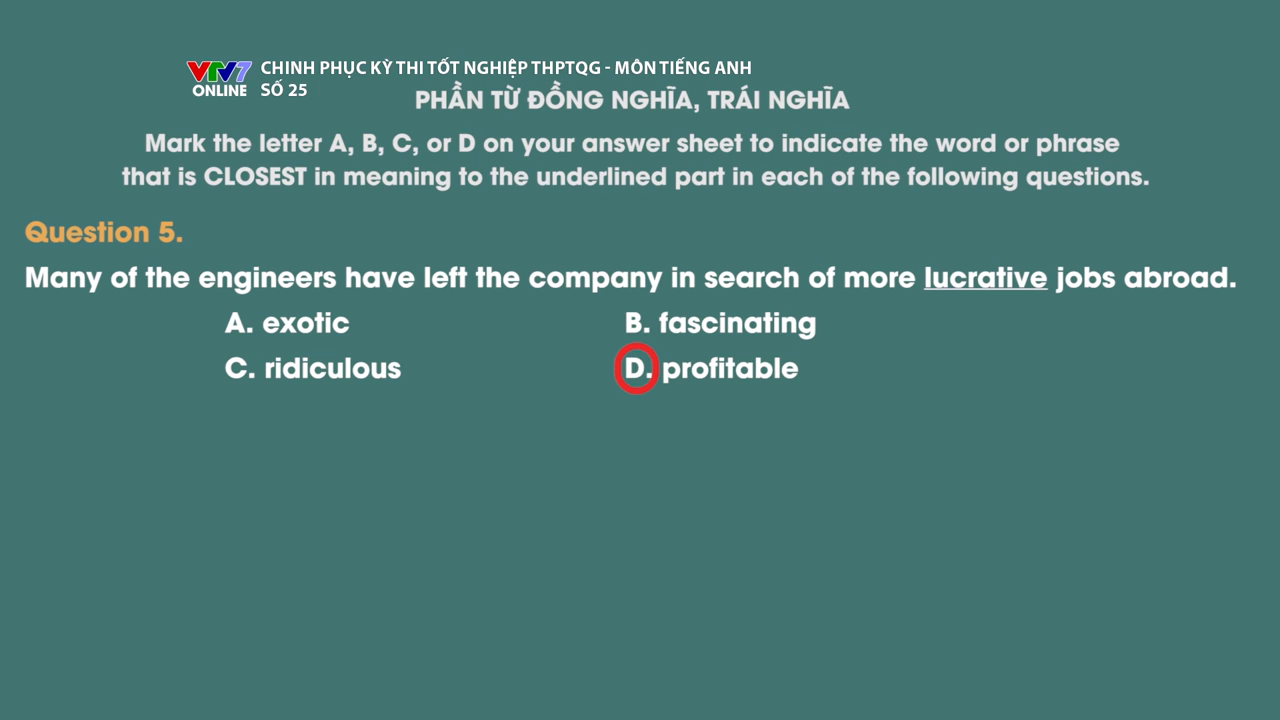 VTV7 CHINH PHỤC KỲ THI TỐT NGHIỆP THPTQG - MÔN TIẾNG ANH
ONLINE SỐ 25
PHẦN TỪ ĐỒNG NGHĨA, TRÁI NGHĨA
Mark the letter A, B, C, or D on your answer sheet to indicate the word or phrase
that is CLOSEST in meaning to the underlined part in each of the following questions.
Question 5.
Many of the engineers have left the company in search of more lucrative jobs abroad.
A. exotic B. fascinating
C. ridiculous D. profitable